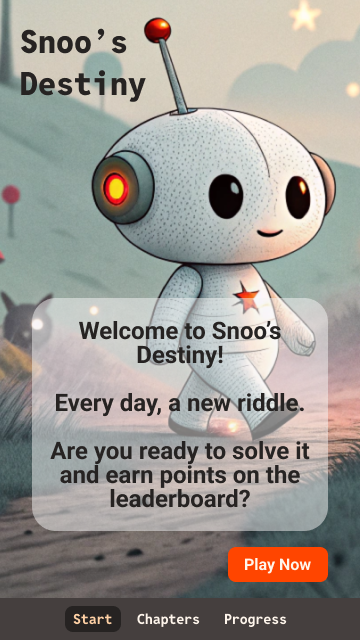 Snoo’s
Destiny
Welcome to Snoo’s
Destiny!
Every day, a new riddle.
Are you ready to solve it
and earn points on the
leaderboard?
Play Now
Start Chapters Progress